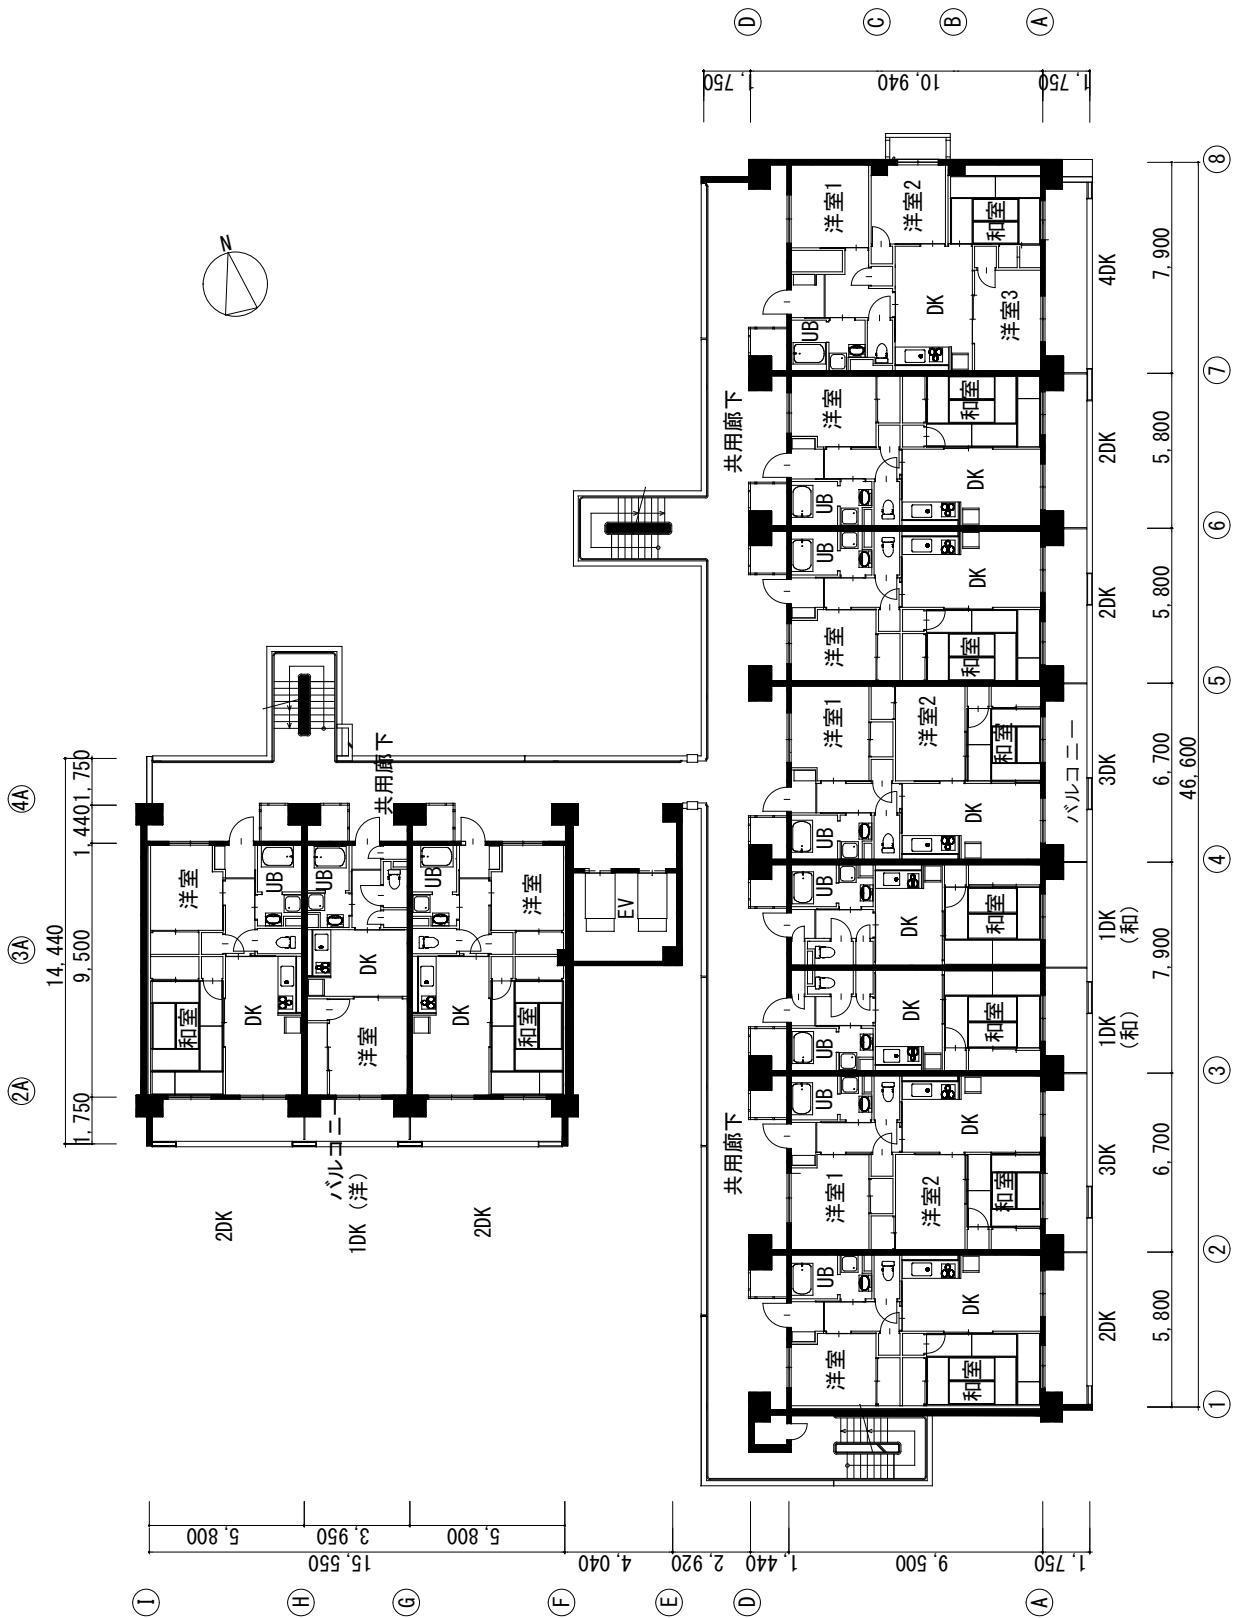 Ⓓ
Ⓒ
Ⓑ
Ⓐ
1,750
10,940
1,750
⑧
7,900
⑦
5,800
⑥
5,800
⑤
6,700
46,600
④
7,900
③
6,700
②
5,800
①
N
洋室1
洋室2
和室
UB
DK
洋室3
4DK
共用廊下
洋室
和室
UB
DK
2DK
UB
DK
洋室
和室
2DK
洋室1
洋室2
和室
UB
DK
3DK
バルコニー
UB
DK
和室
1DK
(和)
UB
DK
和室
1DK
(和)
共用廊下
UB
DK
洋室1
洋室2
和室
3DK
UB
DK
洋室
和室
2DK
4A
3A
2A
1,750
1,440
14,440
9,500
1,750
共用廊下
洋室
UB
和室
DK
2DK
UB
DK
洋室
バルコニー
1DK (洋)
UB
洋室
DK
和室
2DK
EV
5,800
3,950
5,800
15,550
4,040
2,920
1,440
9,500
1,750
Ⓘ
Ⓗ
Ⓖ
Ⓕ
Ⓔ
Ⓓ
Ⓐ